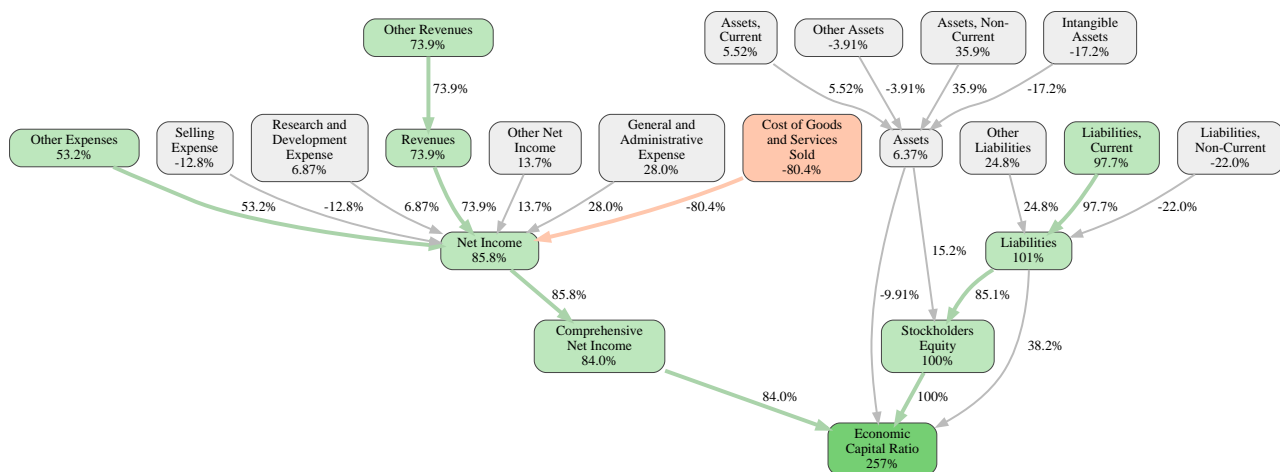 Other Revenues
73.9%
Assets,
Current
5.52%
Other Assets
-3.91%
Assets, Non-
Current
35.9%
Intangible
Assets
-17.2%
73.9%
5.52%
-3.91%
35.9%
-17.2%
Other Expenses
53.2%
Selling
Expense
-12.8%
Research and
Development
Expense
6.87%
Revenues
73.9%
Other Net
Income
13.7%
General and
Administrative
Expense
28.0%
Cost of Goods
and Services
Sold
-80.4%
Assets
6.37%
Other
Liabilities
24.8%
Liabilities,
Current
97.7%
Liabilities,
Non-Current
-22.0%
53.2%
-12.8%
6.87%
73.9%
13.7%
28.0%
-80.4%
24.8%
97.7%
-22.0%
Net Income
85.8%
15.2%
Liabilities
101%
85.8%
-9.91%
85.1%
Comprehensive
Net Income
84.0%
Stockholders
Equity
100%
38.2%
84.0%
100%
Economic
Capital Ratio
257%